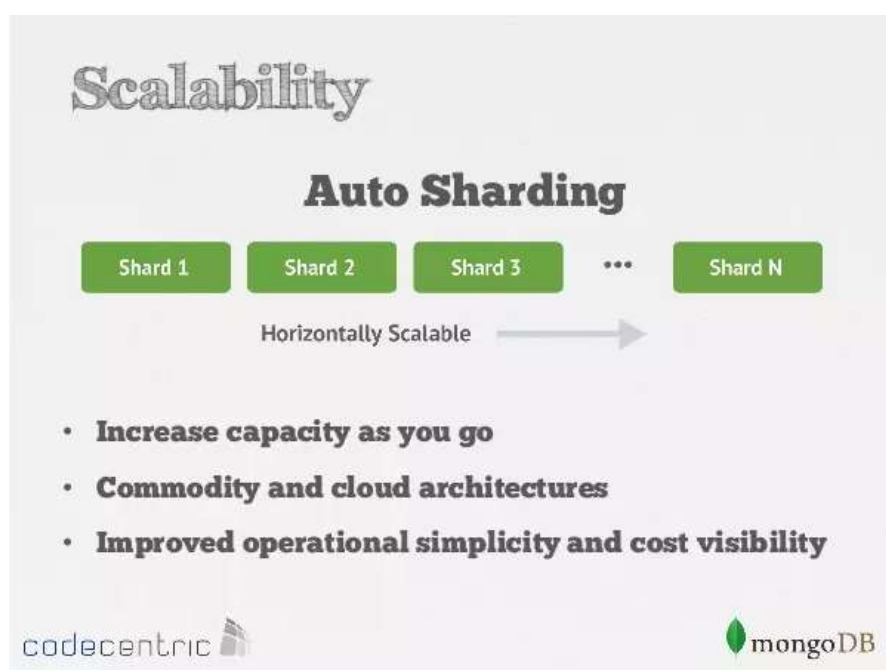 Scalability
Auto Sharding
Shard 1 Shard 2 Shard 3 ••• Shard N
Horizontally Scalable
• Increase capacity as you go
• Commodity and cloud architectures
• Improved operational simplicity and cost visibility
codecentric mongoDB